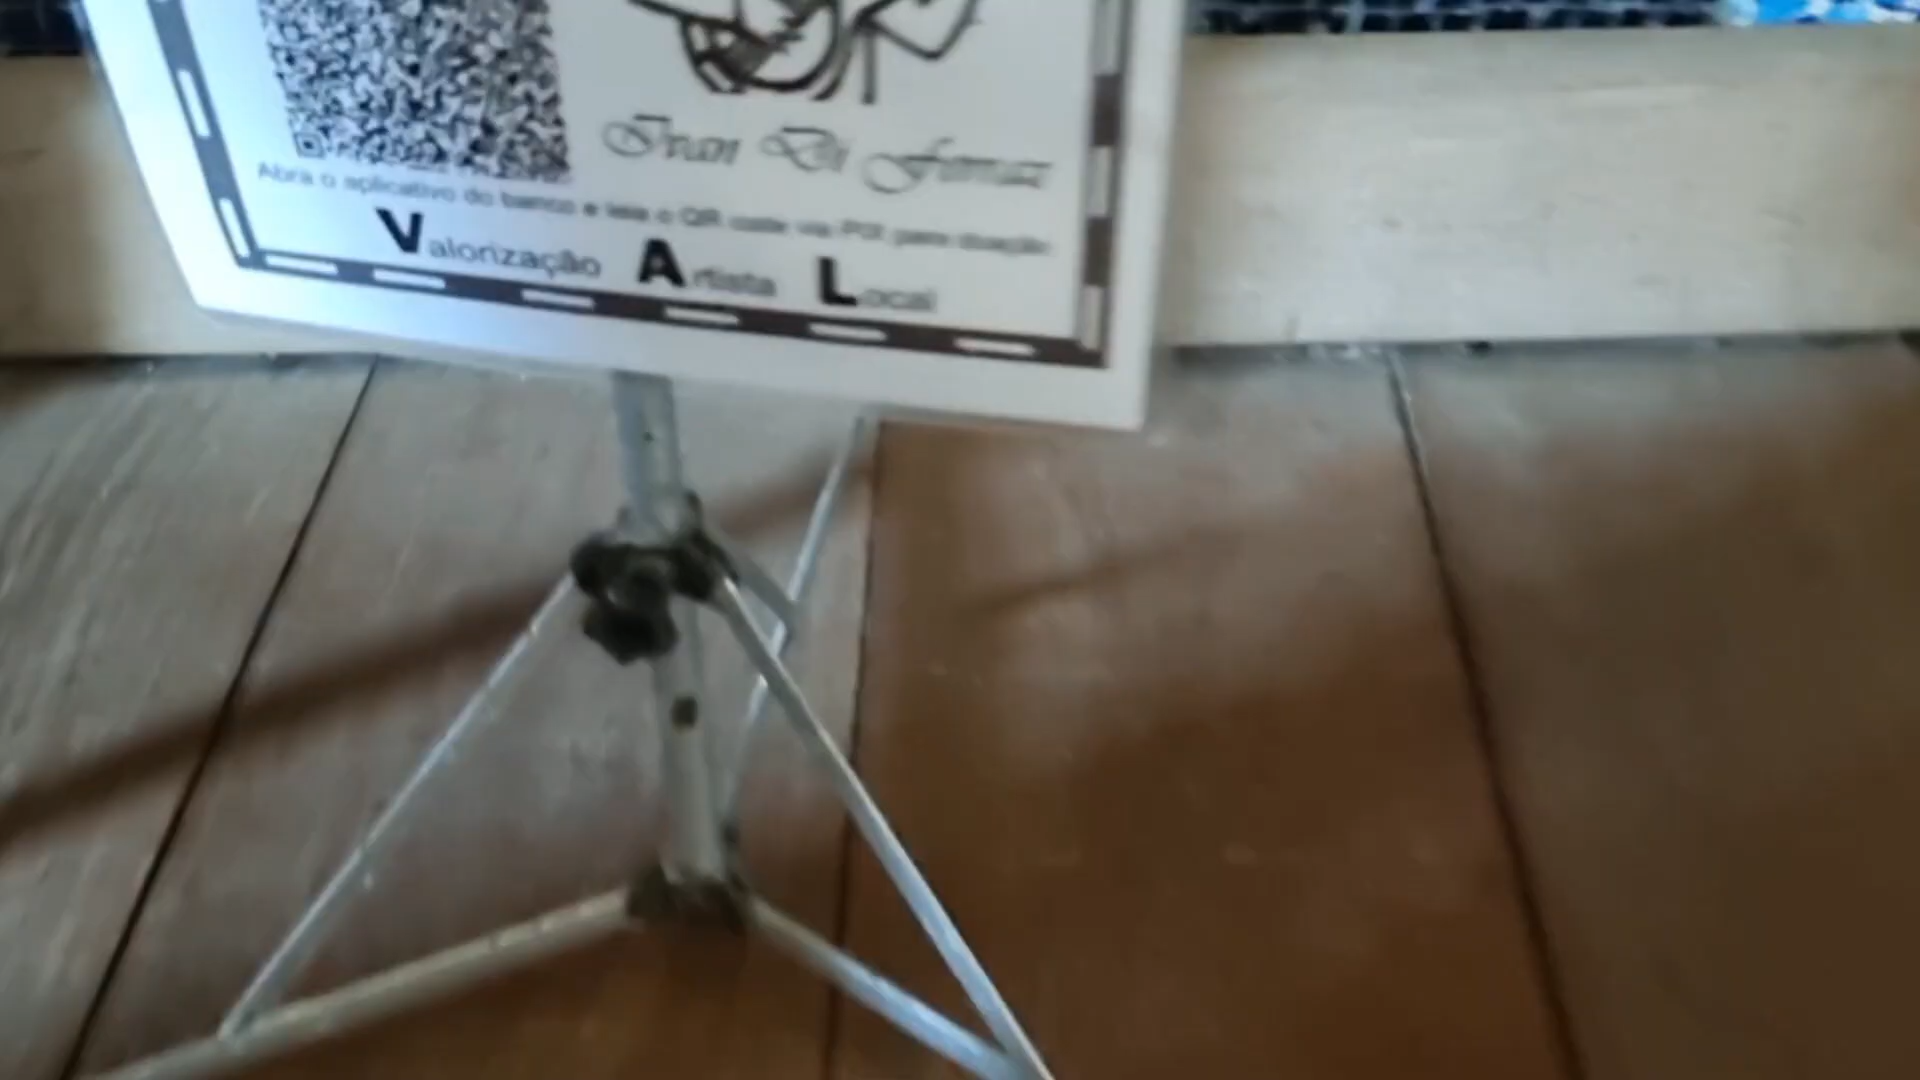 Ivan Di Ferraz
Abra o aplicativo do banco e leia o QR code via PIX para doação
Valorização Artista Local